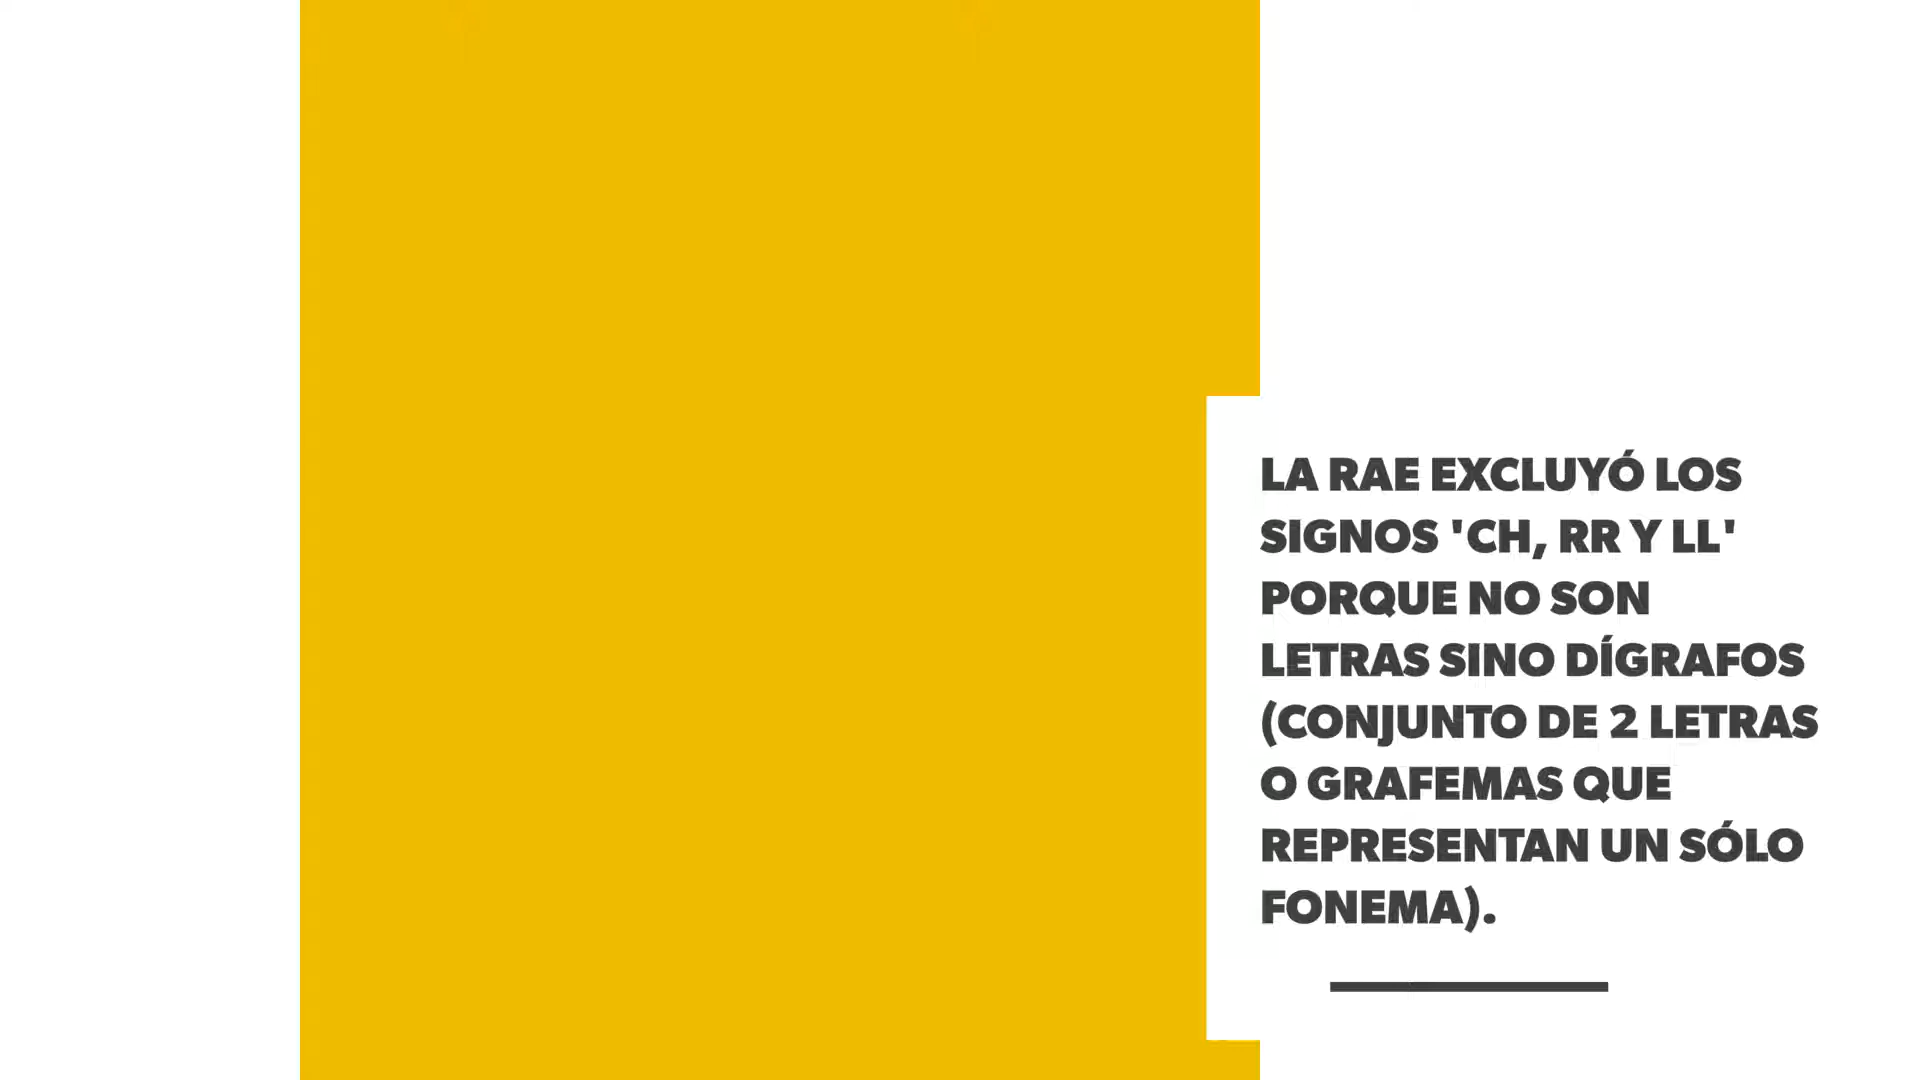 LA RAE EXCLUYÓ LOS
SIGNOS 'CH, RR Y LL'
PORQUE NO SON
LETRAS SINO DÍGRAFOS
(CONJUNTO DE 2 LETRAS
O GRAFEMAS QUE
REPRESENTAN UN SÓLO
FONEMA).